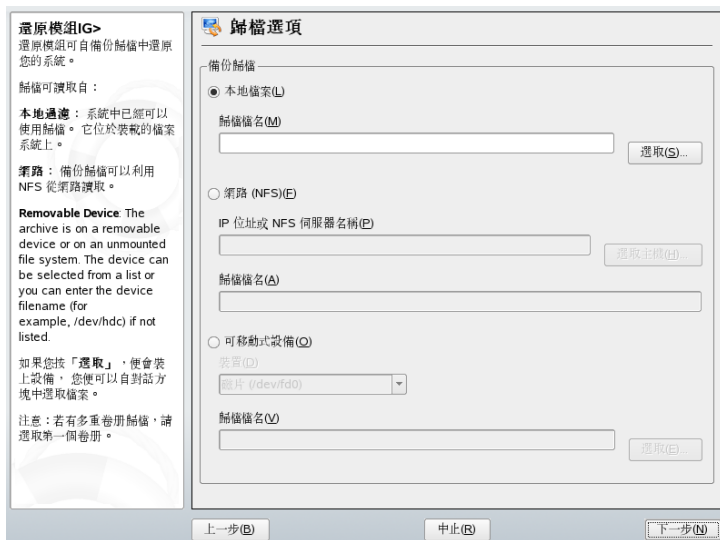 還原模組IG>
還原模組可自備份歸檔中還原
您的系統。
歸檔可讀取自：
本地過濾： 系統中已經可以
使用歸檔。 它位於裝載的檔案
系統上。
網路： 備份歸檔可以利用
NFS 從網路讀取。
Removable Device: The
archive is on a removable
device or on an unmounted
file system. The device can
be selected from a list or
you can enter the device
filename (for
example, /dev/hdc) if not
listed.
如果您按「選取」，便會裝
上設備， 您便可以自對話方
塊中選取檔案。
注意：若有多重卷冊歸檔，請
選取第一個卷冊。
歸檔選項
備份歸檔
本地檔案(L)
歸檔檔名(M)
選取(S)...
網路 (NFS)(F)
IP 位址或 NFS 伺服器名稱(P)
選取主機(H)...
歸檔檔名(A)
可移動式設備(O)
裝置(D)
磁片 (/dev/fd0)
歸檔檔名(V)
選取(E)...
上一步(B)
中止(R)
下一步(N)